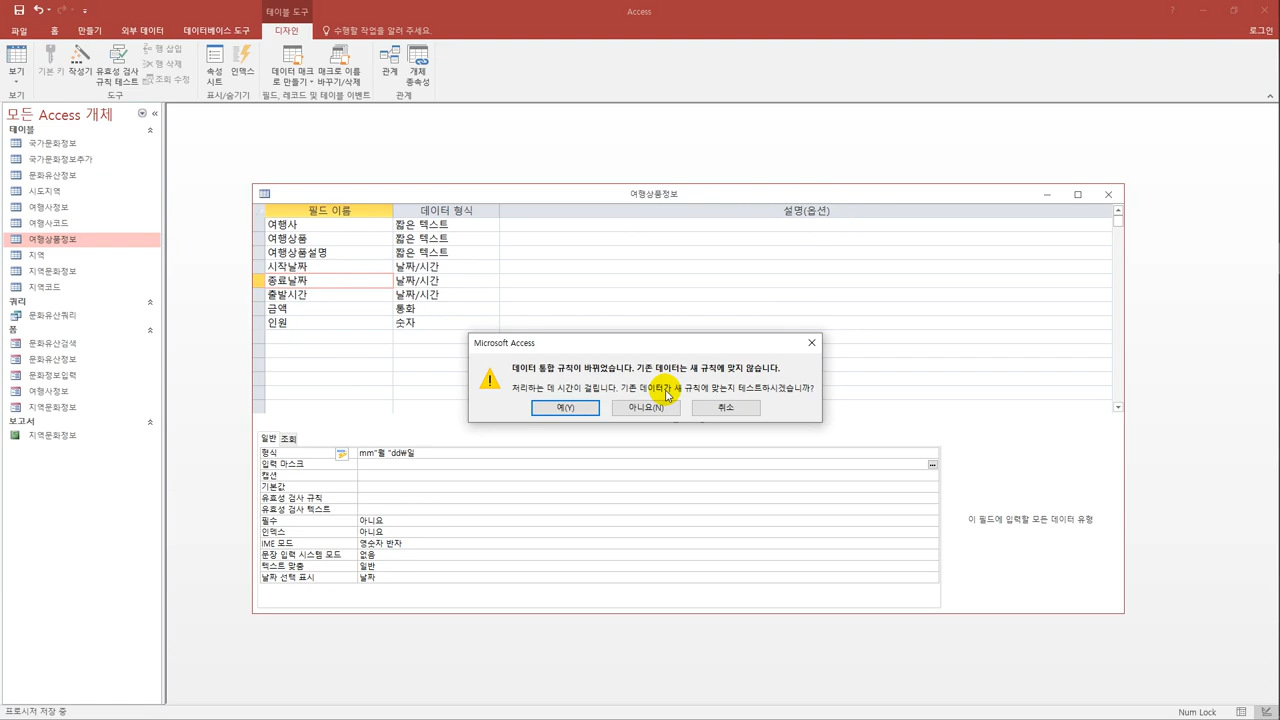 테이블 도구
Access
파일
홈
만들기
외부 데이터
데이터베이스 도구
디자인
수행할 작업을 알려 주세요.
로그인
보기
기본 키
작성기
유효성 검사
규칙 테스트
행 삽입
행 삭제
조회 수정
속성
시트
인덱스
데이터 매크
로 만들기
매크로 이름
바꾸기/삭제
관계
개체
종속성
보기
도구
표시/숨기기
필드, 레코드 및 테이블 이벤트
관계
모든 Access 개체
테이블
국가문화정보
국가문화정보추가
문화유산정보
시도지역
여행사정보
여행사코드
여행상품정보
지역
지역문화정보
지역코드
쿼리
문화유산쿼리
폼
문화유산검색
문화유산정보
문화정보입력
여행사정보
지역문화정보
보고서
지역문화정보
여행상품정보
필드 이름 데이터 형식 설명(옵션)
여행사 짧은 텍스트
여행상품 짧은 텍스트
여행상품설명 짧은 텍스트
시작날짜 날짜/시간
종료날짜 날짜/시간
출발시간 날짜/시간
금액 통화
인원 숫자
Microsoft Access
데이터 통합 규칙이 바뀌었습니다. 기존 데이터는 새 규칙에 맞지 않습니다.
처리하는 데 시간이 걸립니다. 기존 데이터가 새 규칙에 맞는지 테스트하시겠습니까?
예(Y)
아니요(N)
취소
일반 조회
형식 mm"월 "dd₩일
입력 마스크
캡션
기본값
유효성 검사 규칙
유효성 검사 텍스트
필수 아니요
인덱스 아니요
IME 모드 영숫자 반자
문장 입력 시스템 모드 없음
텍스트 맞춤 일반
날짜 선택 표시 날짜
이 필드에 입력할 모든 데이터 유형
프로시저 저장 중
Num Lock